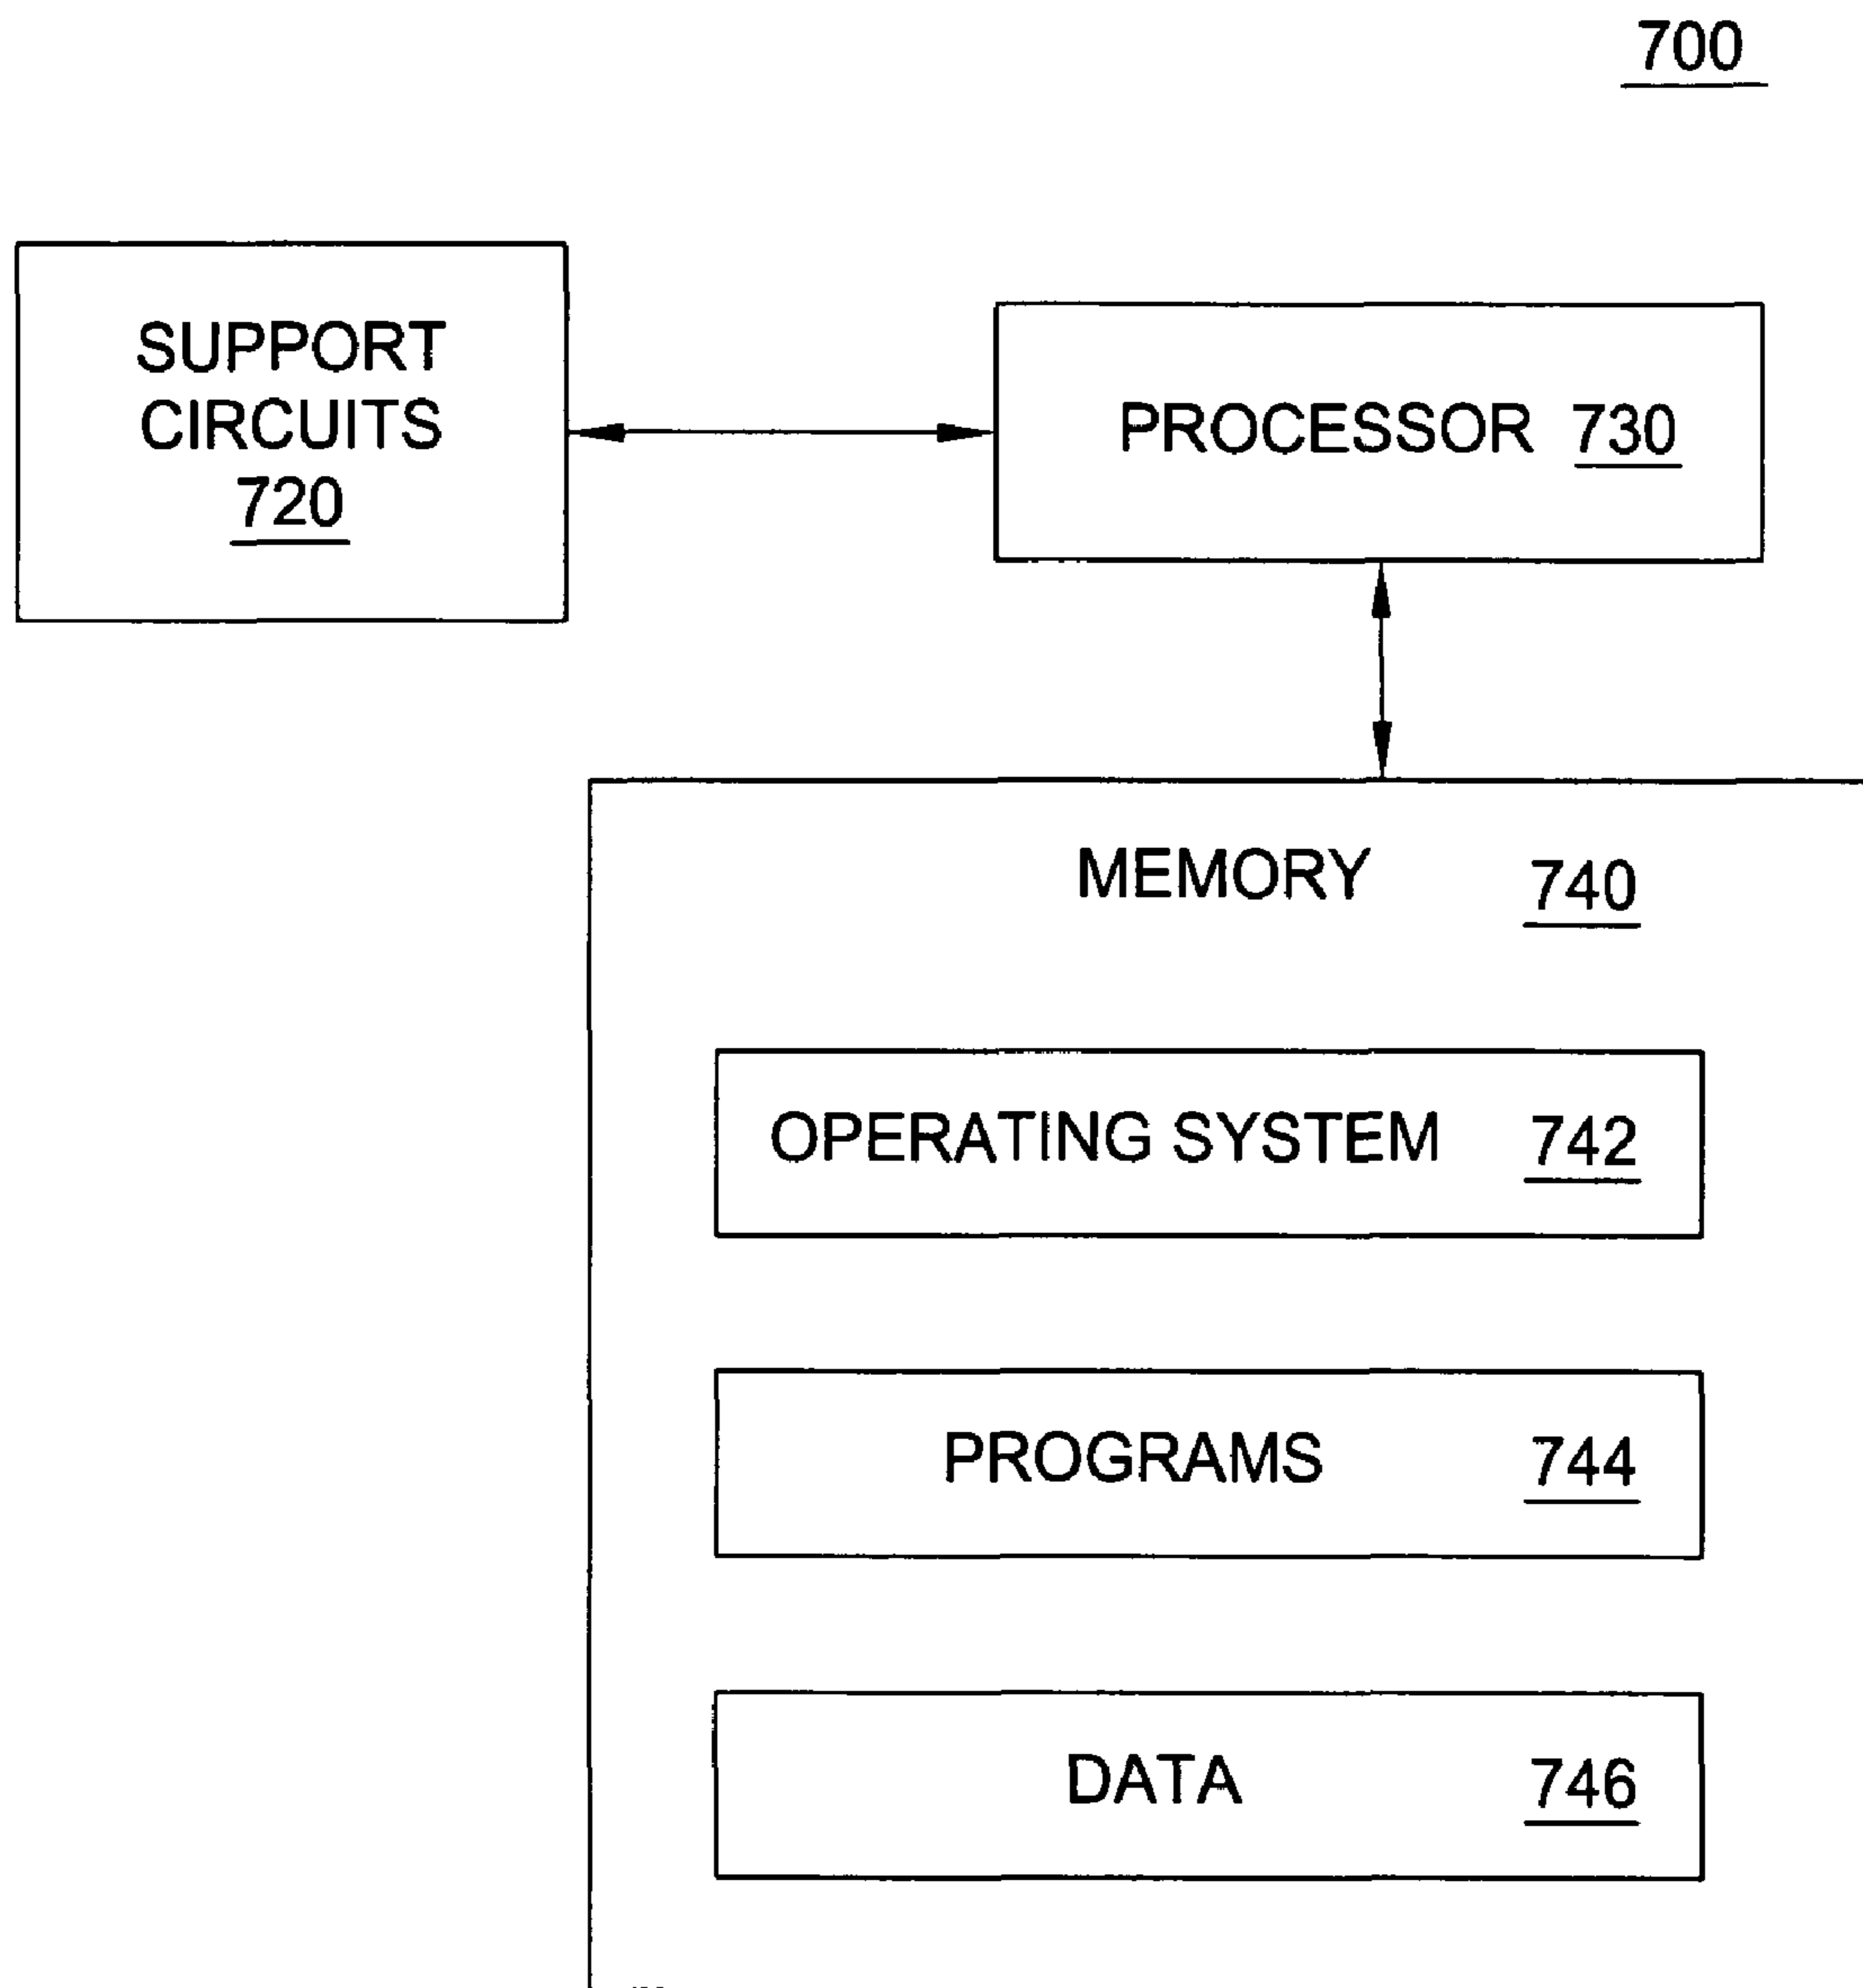 700
SUPPORT
CIRCUITS
720
PROCESSOR 730
MEMORY 740
OPERATING SYSTEM 742
PROGRAMS 744
DATA 746